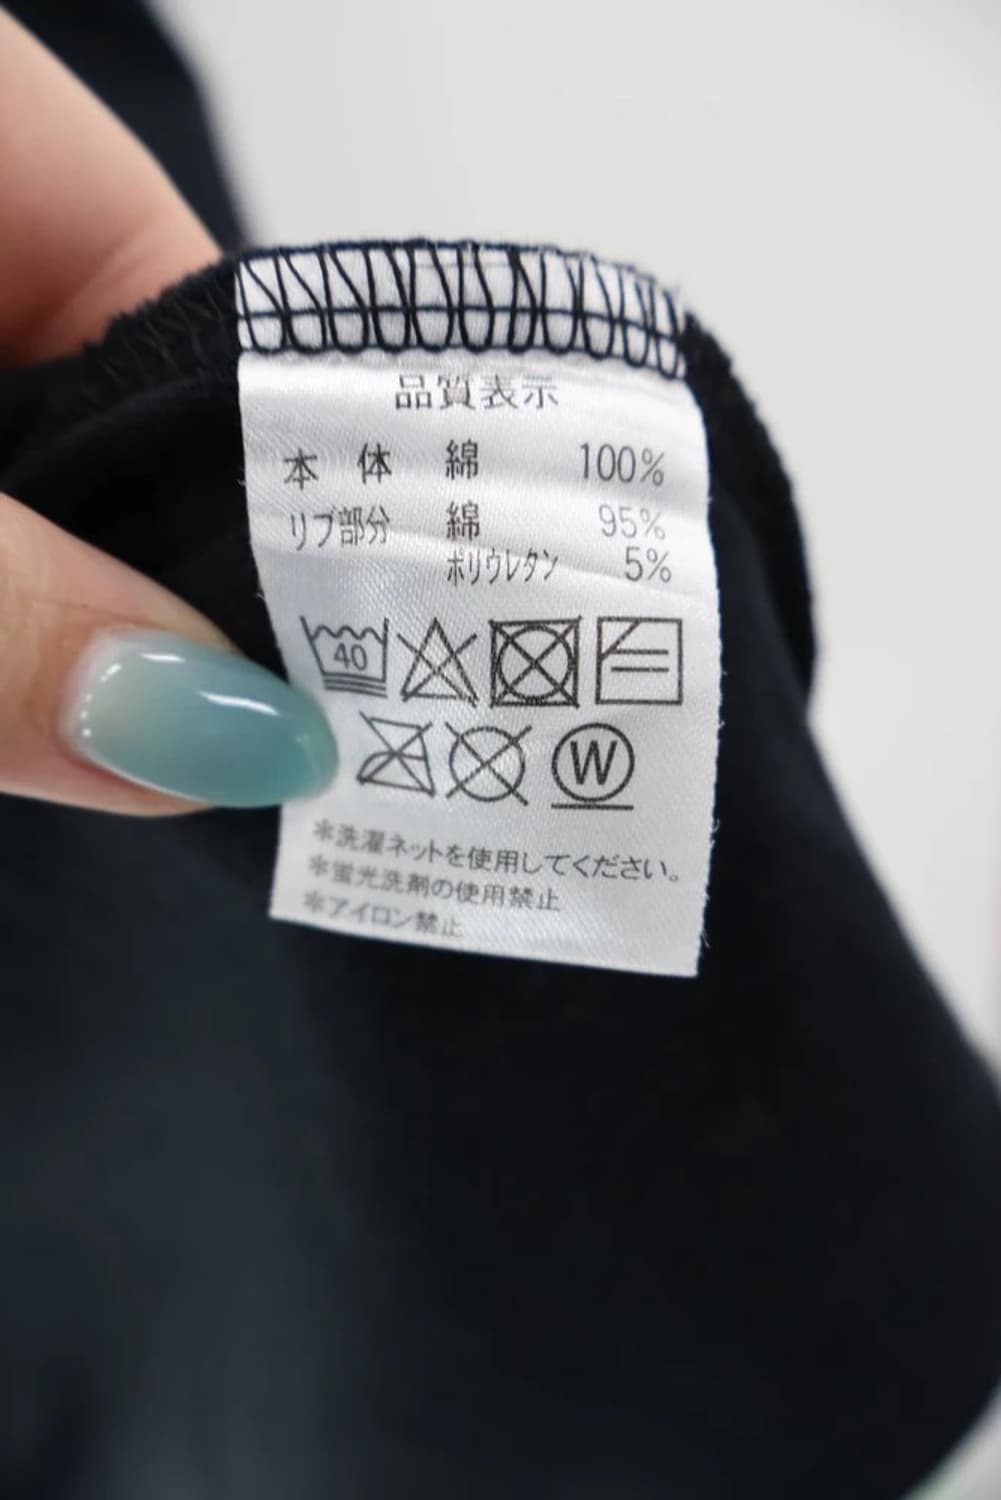 品質表示
本体 綿 100%
リブ部分 綿 95%
ポリウレタン 5%
40
W
＊洗濯ネットを使用してください。
＊蛍光洗剤の使用禁止
＊アイロン禁止